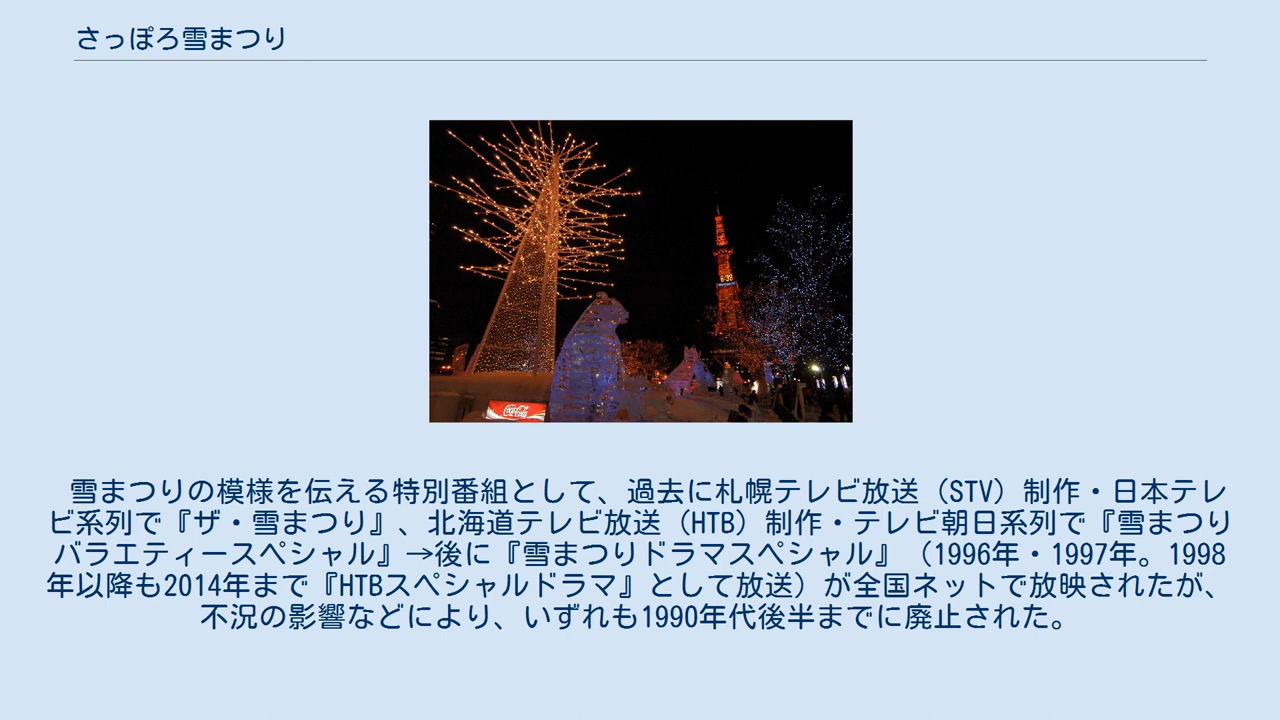 さっぽろ雪まつり
6:39
Coca-Cola
雪まつりの模様を伝える特別番組として、過去に札幌テレビ放送（STV）制作・日本テレ
ビ系列で『ザ・雪まつり』、北海道テレビ放送（HTB）制作・テレビ朝日系列で『雪まつり
バラエティースペシャル』→後に『雪まつりドラマスペシャル』（1996年・1997年。1998
年以降も2014年まで『HTBスペシャルドラマ』として放送）が全国ネットで放映されたが、
不況の影響などにより、いずれも1990年代後半までに廃止された。